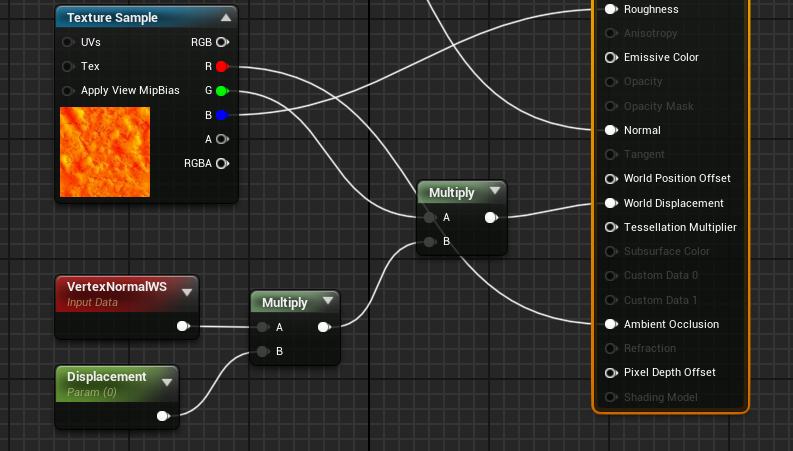 Texture Sample
UVs
RGB
Tex
R
Apply View MipBias
G
B
A
RGBA
VertexNormalWS
Input Data
Multiply
A
B
Displacement
Param (0)
Multiply
A
B
Roughness
Anisotropy
Emissive Color
Opacity
Opacity Mask
Normal
Tangent
World Position Offset
World Displacement
Tessellation Multiplier
Subsurface Color
Custom Data 0
Custom Data 1
Ambient Occlusion
Refraction
Pixel Depth Offset
Shading Model